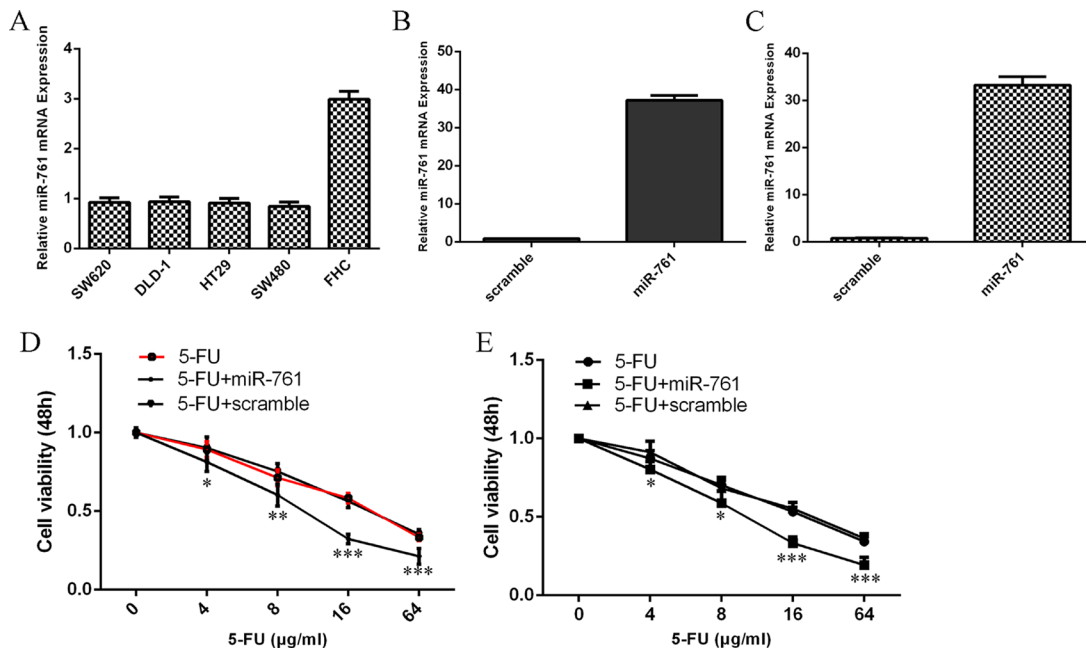 A
Relative miR-761 mRNA Expression
4
3
2
1
0
SW620
DLD-1
HT29
SW480
FHC
B
Relative miR-761 mRNA Expression
50
40
30
20
10
0
scramble
miR-761
C
Relative miR-761 mRNA Expression
40
30
20
10
0
scramble
miR-761
D
Cell viability (48h)
1.5
1.0
0.5
0.0
5-FU
5-FU+miR-761
5-FU+scramble
*
**
***
***
0
4
8
16
64
5-FU (µg/ml)
E
Cell viability (48h)
1.5
1.0
0.5
0.0
5-FU
5-FU+miR-761
5-FU+scramble
*
*
***
***
0
4
8
16
64
5-FU (µg/ml)